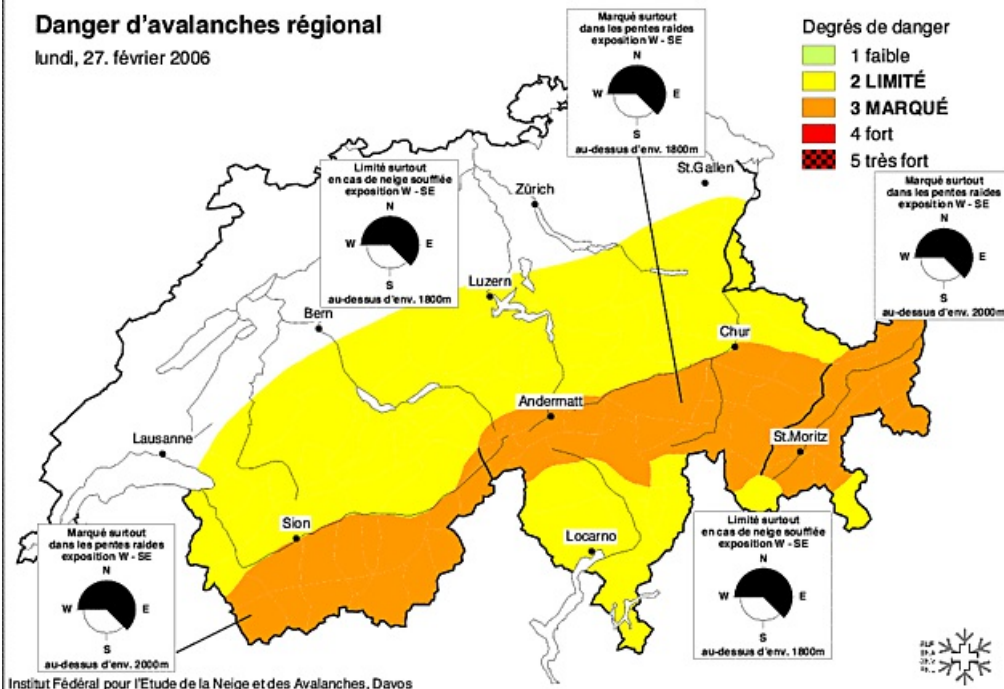 Danger d'avalanches régional
lundi, 27. février 2006
Marqué surtout
dans les pentes raides
exposition W - SE
N
W E
S
au-dessus d'env. 1800m
Degrés de danger
1 faible
2 LIMITÉ
3 MARQUÉ
4 fort
5 très fort
Limité surtout
en cas de neige soufflée
exposition W - SE
N
W E
S
au-dessus d'env. 1800m
Marqué surtout
dans les pentes raides
exposition W - SE
N
W E
S
au-dessus d'env. 2000m
St.Gallen
Zürich
Luzern
Bern
Chur
Andermatt
St.Moritz
Lausanne
Sion
Locarno
Marqué surtout
dans les pentes raides
exposition W - SE
N
W E
S
au-dessus d'env. 2000m
Limité surtout
en cas de neige soufflée
exposition W - SE
N
W E
S
au-dessus d'env. 1800m
Institut Fédéral pour l'Etude de la Neige et des Avalanches, Davos